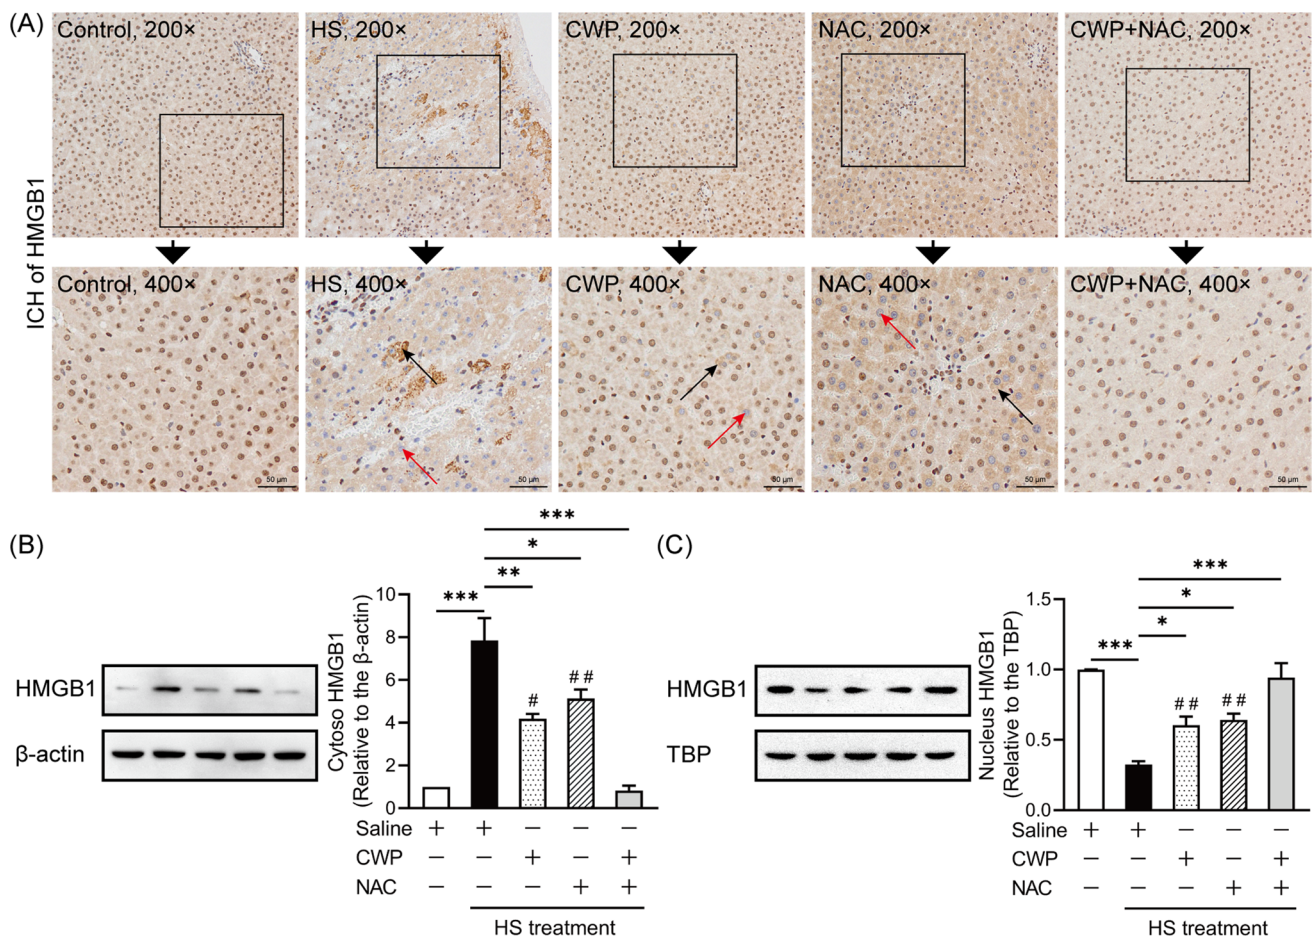 (A)
Control, 200×
HS, 200×
CWP, 200×
NAC, 200×
CWP+NAC, 200×
ICH of HMGB1
Control, 400×
HS, 400×
CWP, 400×
NAC, 400×
CWP+NAC, 400×
50 μm
50 μm
50 μm
50 μm
50 μm
(B)
HMGB1
β-actin
Cytoso HMGB1
(Relative to the β-actin)
10
8
6
4
2
0
***
*
**
***
#
# #
Saline + + − − −
CWP − − + − +
NAC − − − + +
HS treatment
(C)
HMGB1
TBP
Nucleus HMGB1
(Relative to the TBP)
1.5
1.0
0.5
0.0
***
*
*
***
# #
# #
Saline + + − − −
CWP − − + − +
NAC − − − + +
HS treatment